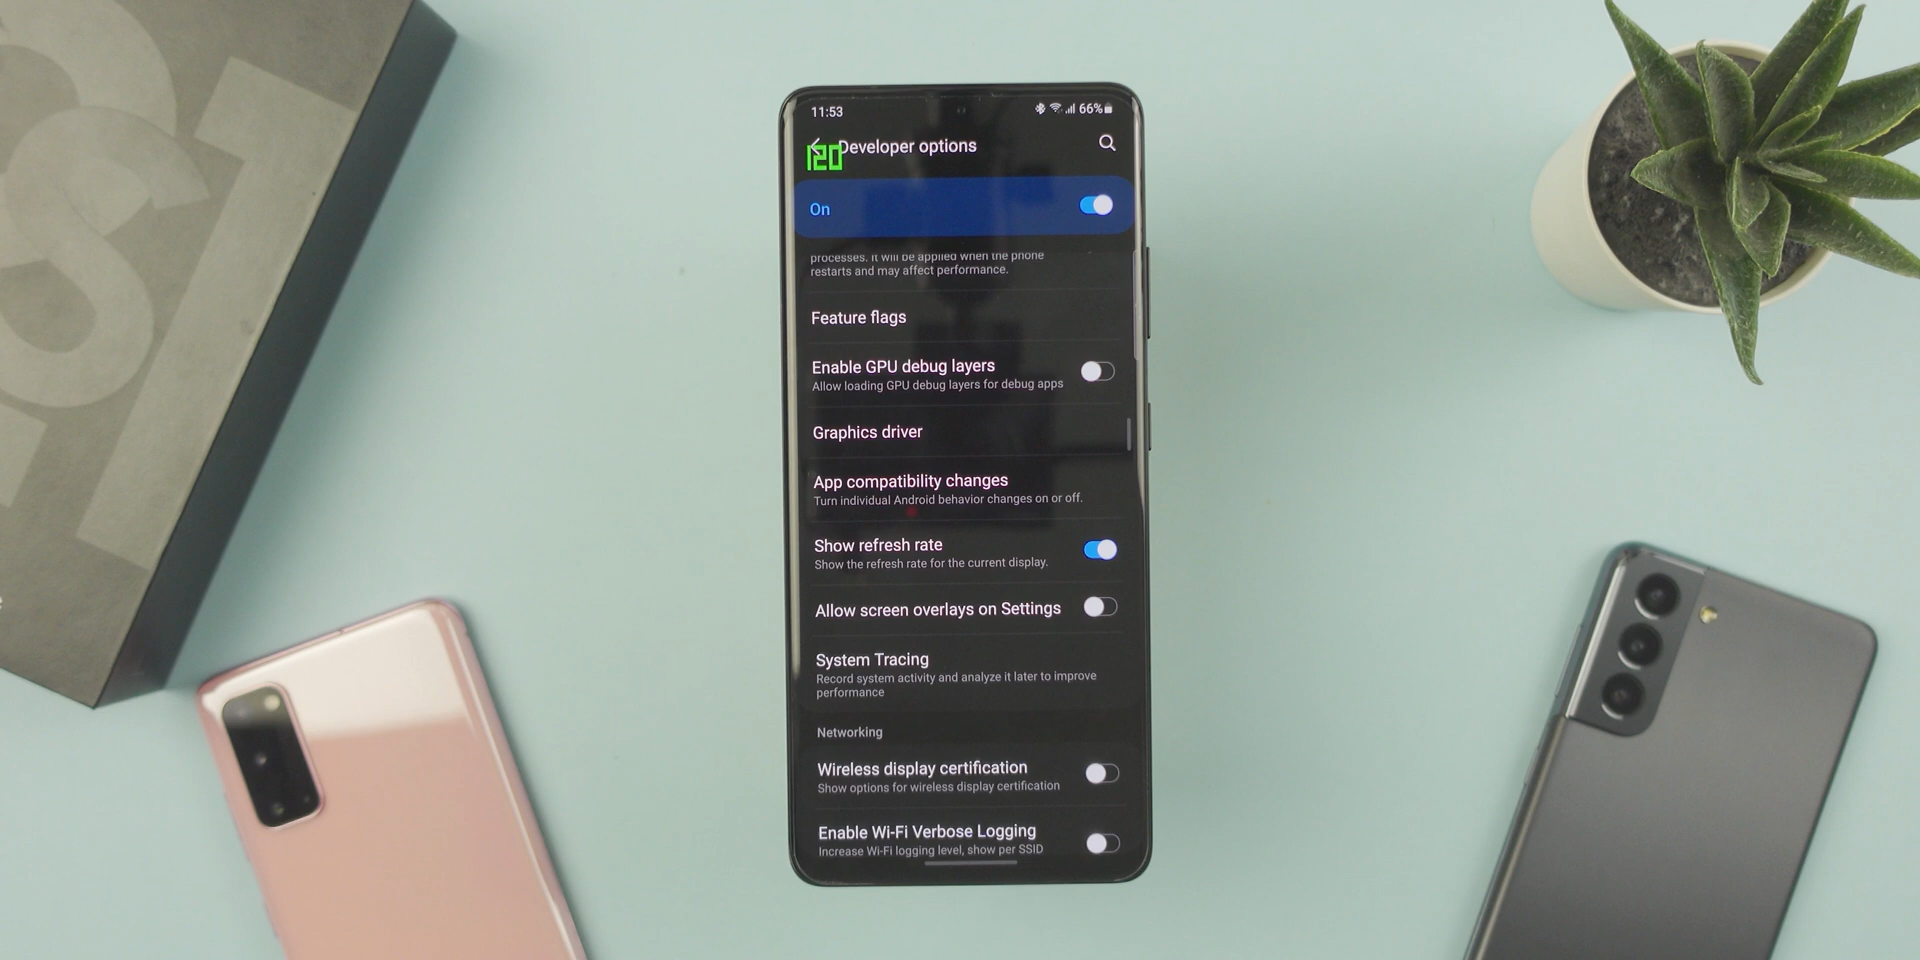 S21
11:53
66%
120
Developer options
On
processes. It will be applied when the phone
restarts and may affect performance.
Feature flags
Enable GPU debug layers
Allow loading GPU debug layers for debug apps
Graphics driver
App compatibility changes
Turn individual Android behavior changes on or off.
Show refresh rate
Show the refresh rate for the current display.
Allow screen overlays on Settings
System Tracing
Record system activity and analyze it later to improve
performance
Networking
Wireless display certification
Show options for wireless display certification
Enable Wi-Fi Verbose Logging
Increase Wi-Fi logging level, show per SSID